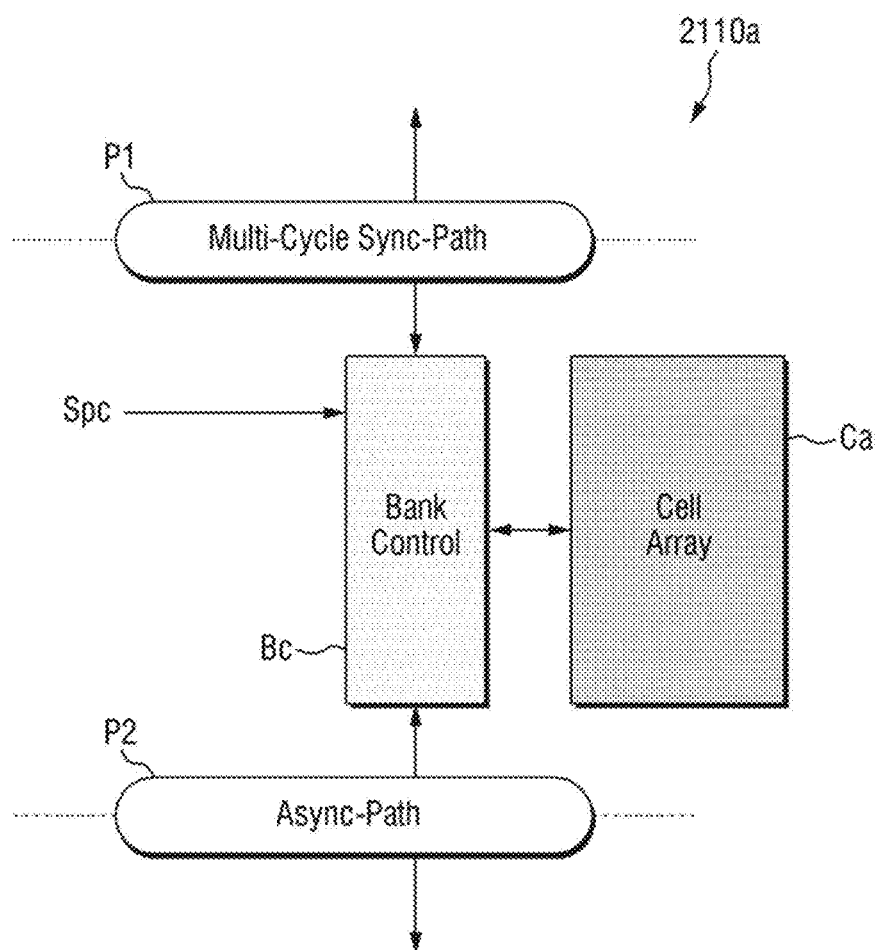 2110a
P1
Multi-Cycle Sync-Path
Spc
Ca
Bank
Control
Cell
Array
Bc
P2
Async-Path